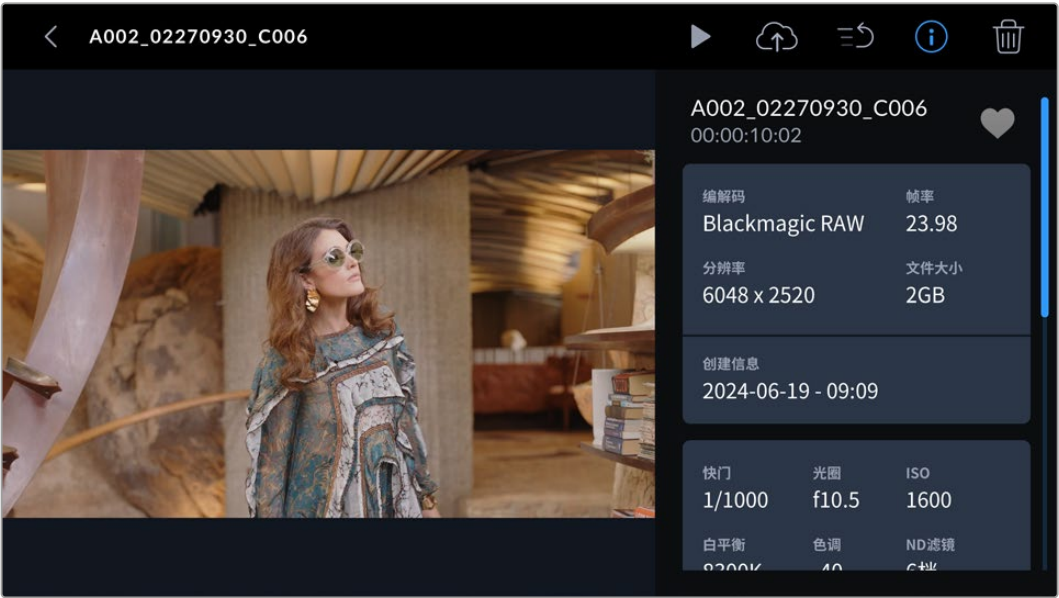 A002_02270930_C006
A002_02270930_C006
00:00:10:02
编解码 帧率
Blackmagic RAW 23.98
分辨率 文件大小
6048 x 2520 2GB
创建信息
2024-06-19 - 09:09
快门 光圈 ISO
1/1000 f10.5 1600
白平衡 色调 ND滤镜